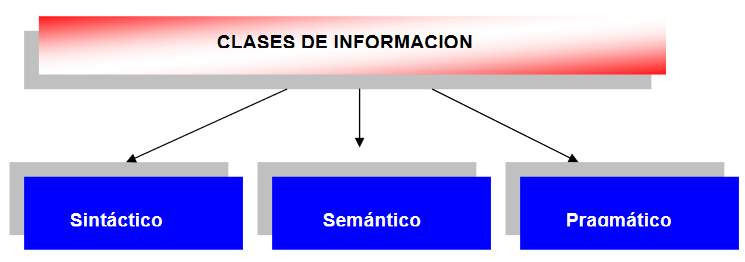 CLASES DE INFORMACION
Sintáctico
Semántico
Pragmático